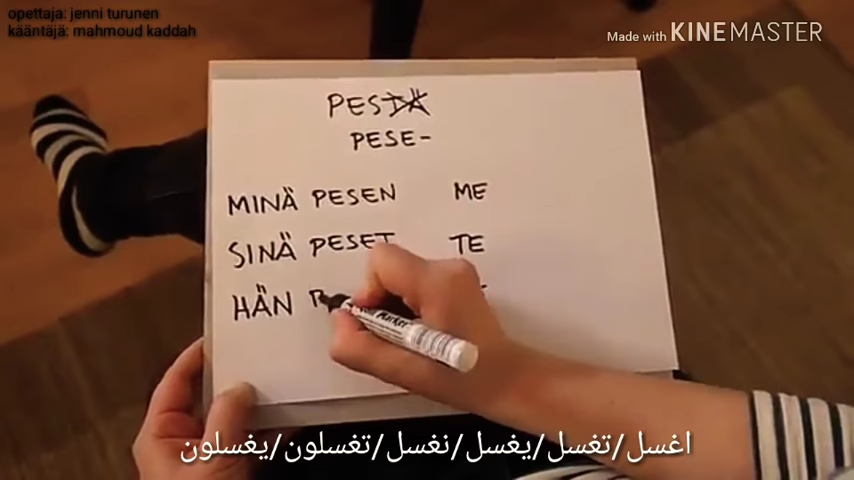 opettaja: jenni turunen
kääntäjä: mahmoud kaddah
Made with KINEMASTER
PESTÄ
PESE-
MINÄ PESEN ME
SINÄ PESET TE
HÄN
اغسل/تغسل/يغسل/نغسل/تغسلون/يغسلون